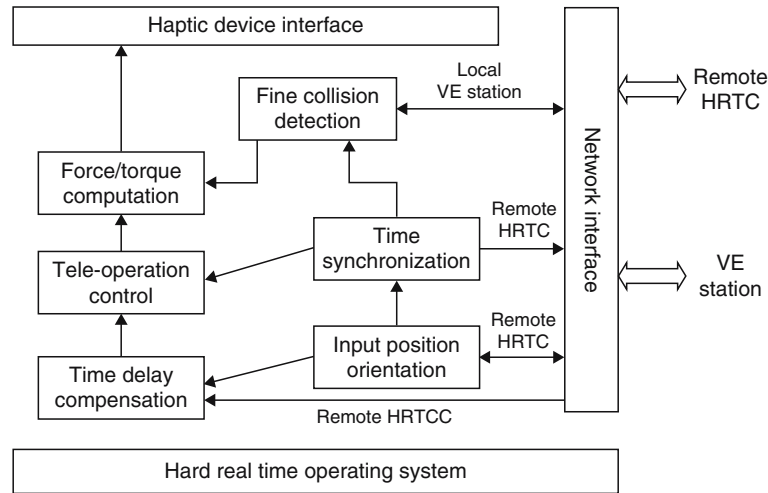 Haptic device interface
Local
VE station
Remote
HRTC
Fine collision
detection
Network interface
Force/torque
computation
Remote
HRTC
Time
synchronization
Tele-operation
control
VE
station
Remote
HRTC
Input position
orientation
Time delay
compensation
Remote HRTCC
Hard real time operating system